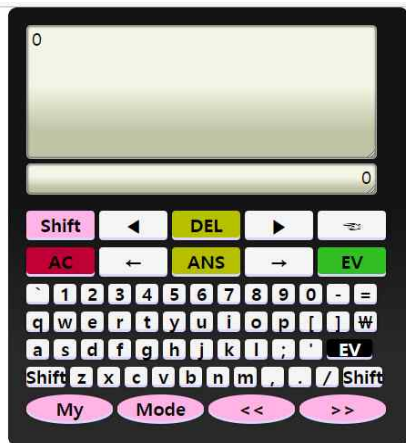 0
0
Shift ◀ DEL ▶ ☜
AC ← ANS → EV
` 1 2 3 4 5 6 7 8 9 0 - =
q w e r t y u i o p [ ] ₩
a s d f g h j k l ; ' EV
Shift z x c v b n m , . / Shift
My Mode << >>